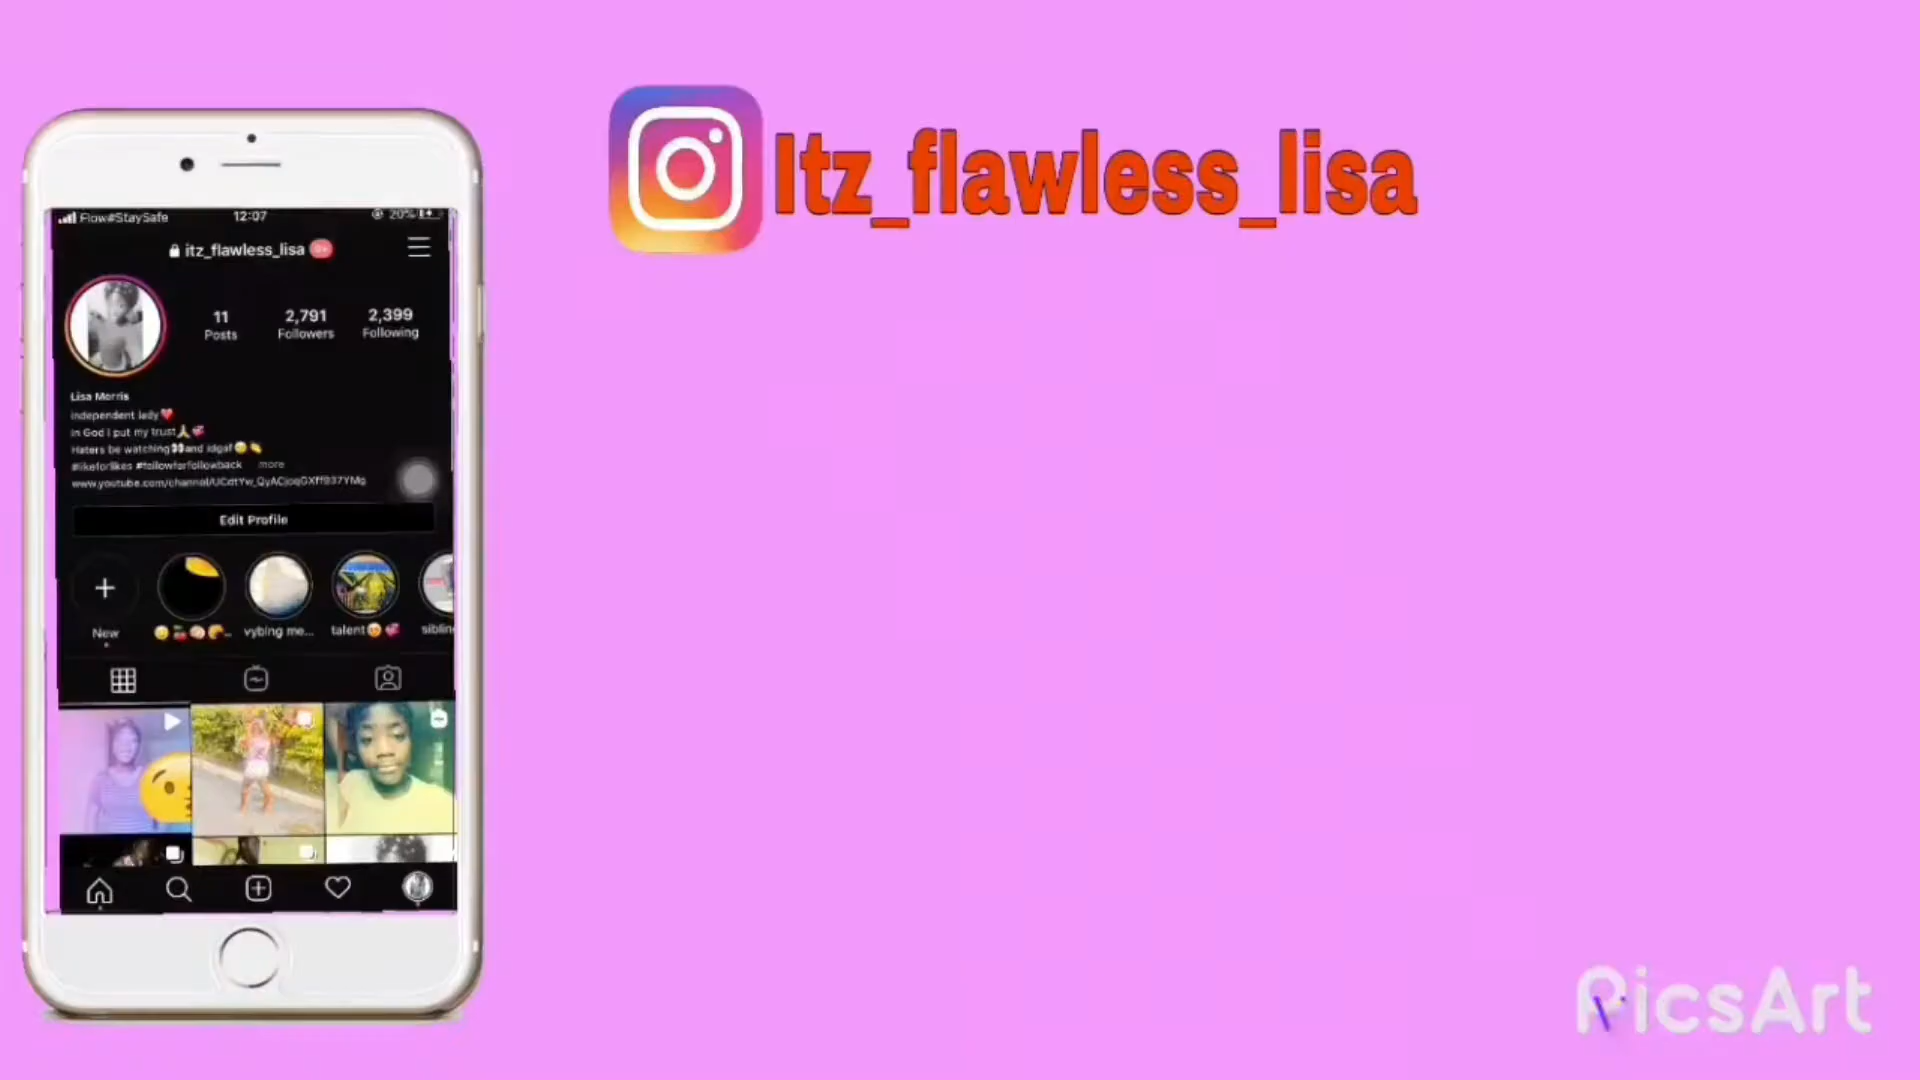 Itz_flawless_lisa
Flow#StaySafe 12:07 20%
itz_flawless_lisa 9+
11 2,791 2,399
Posts Followers Following
Lisa Morris
independent lady❤️
In God I put my trust🙏💞
Haters be watching👀and idgaf
#likeforlikes #followforfollowback more
Edit Profile
New vybing me... talent siblin
PicsArt